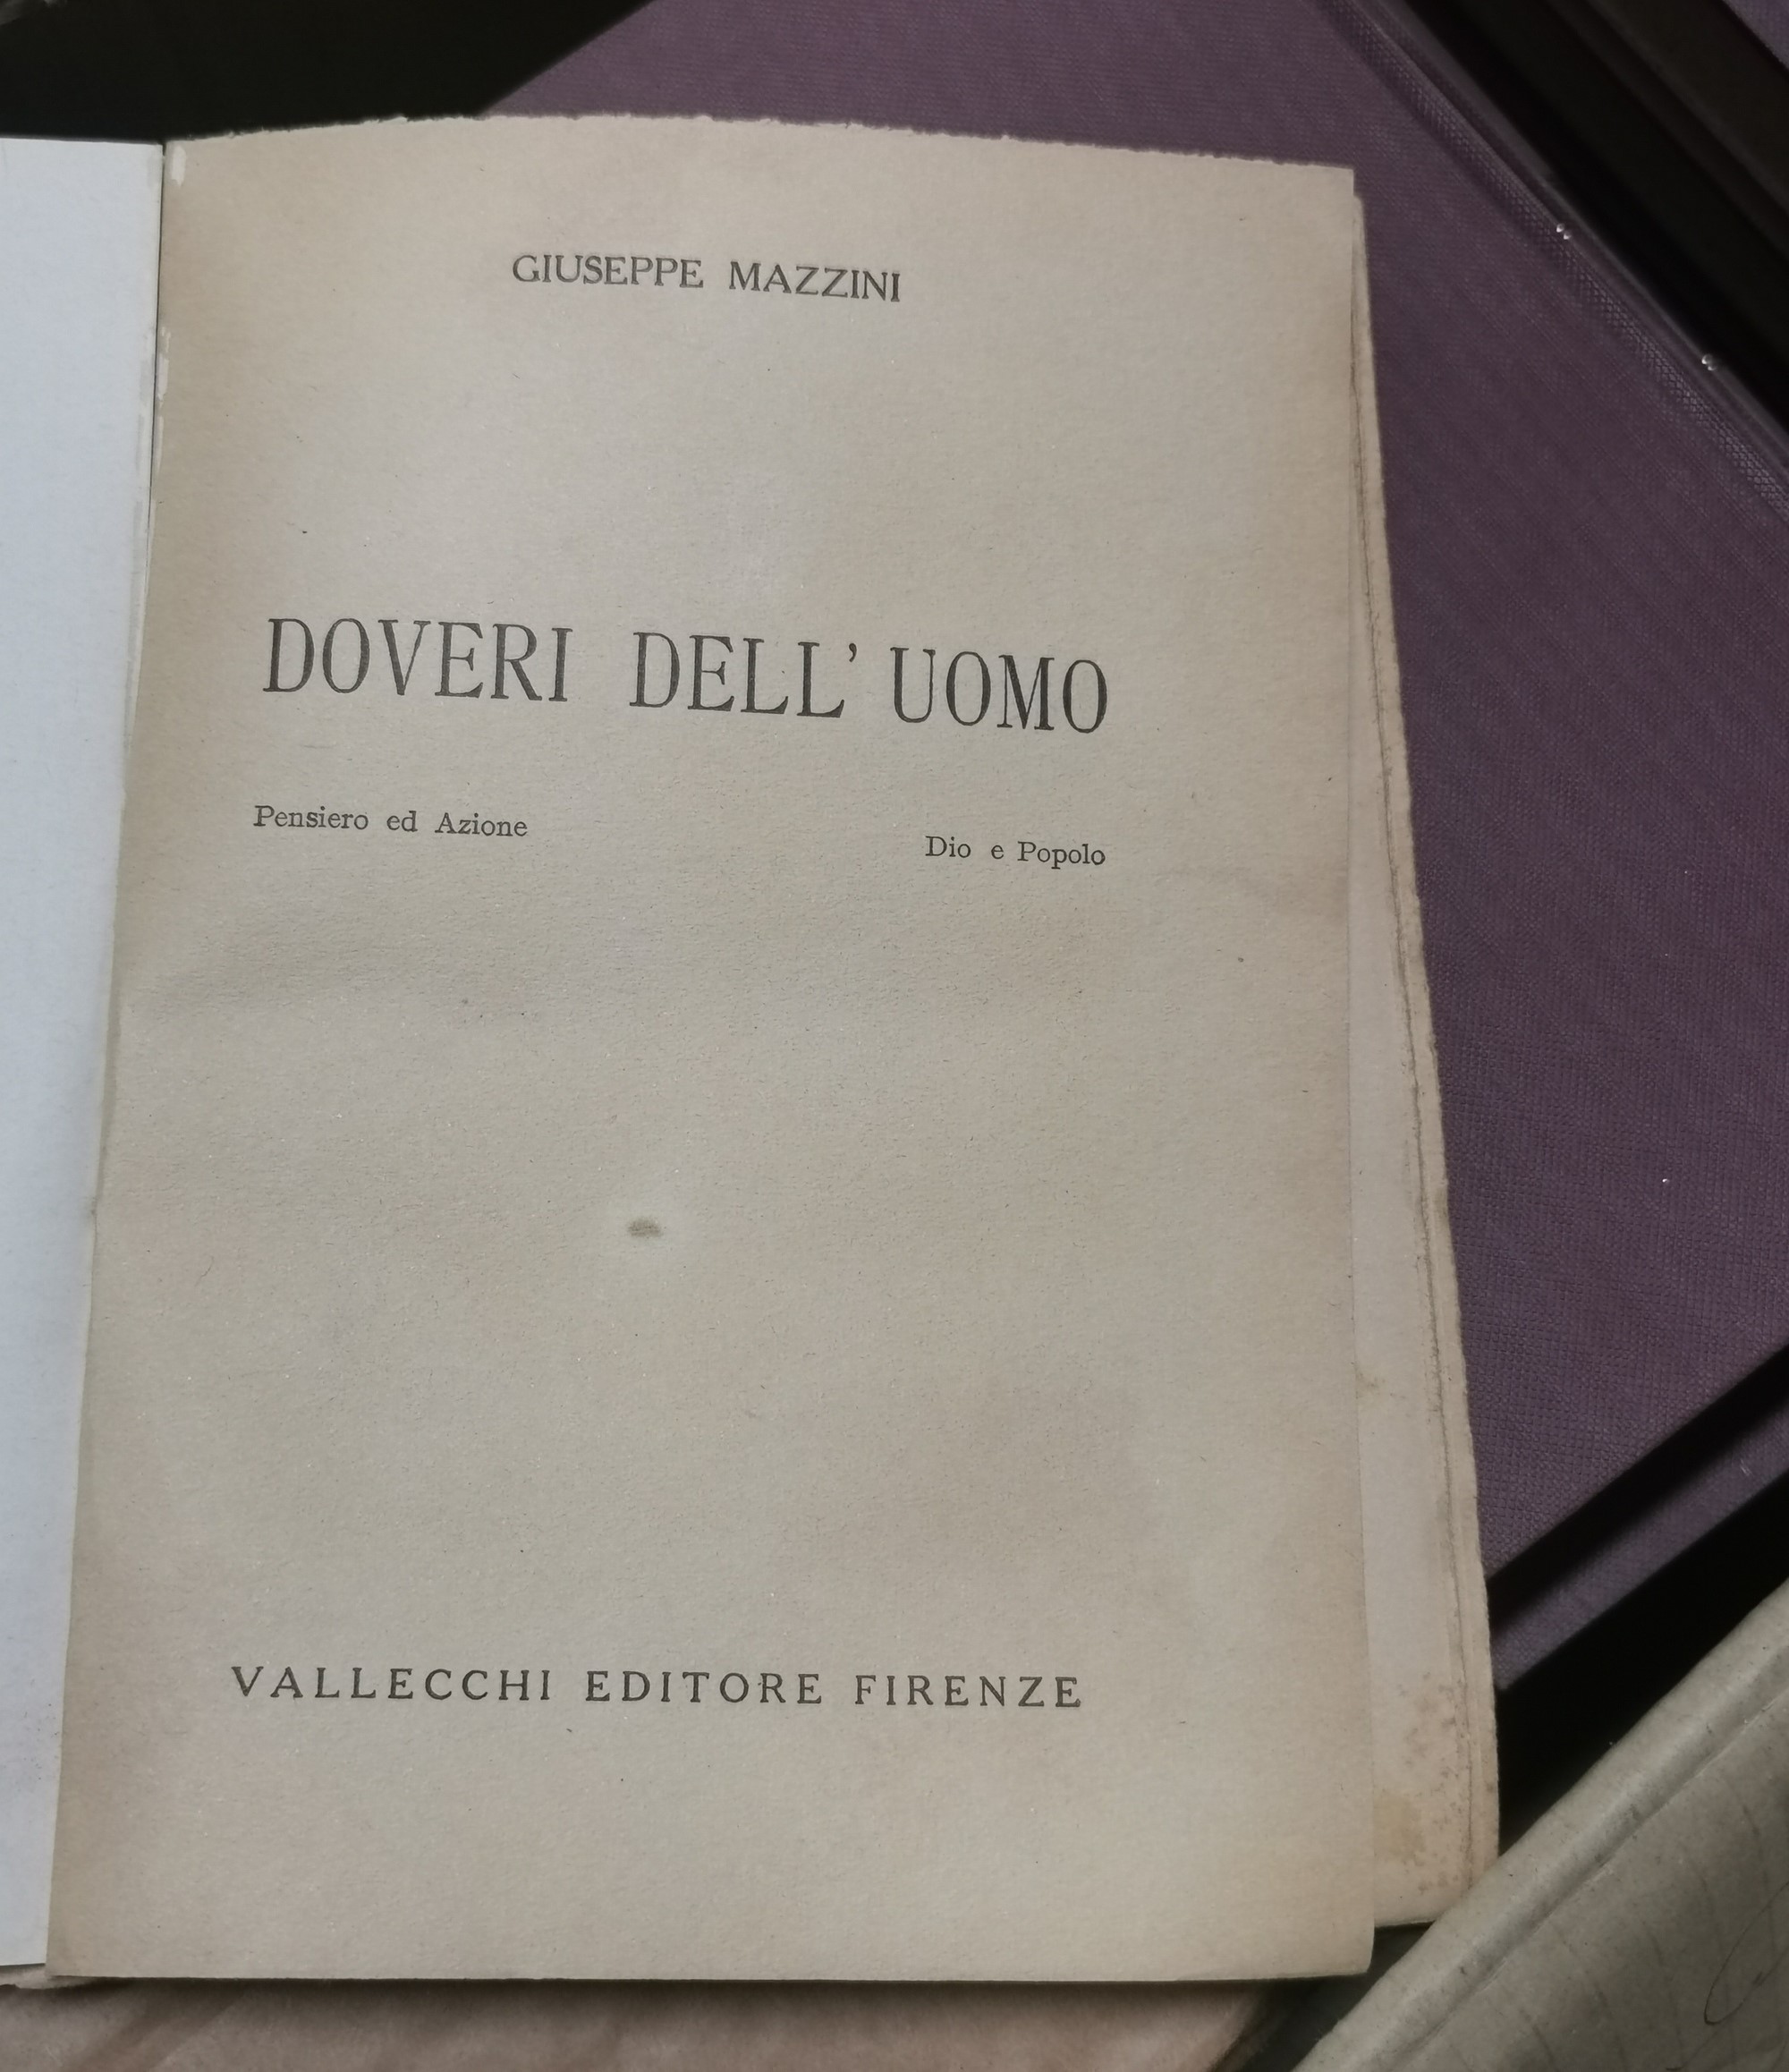 GIUSEPPE MAZZINI
DOVERI DELL' UOMO
Pensiero ed Azione
Dio e Popolo
VALLECCHI EDITORE FIRENZE